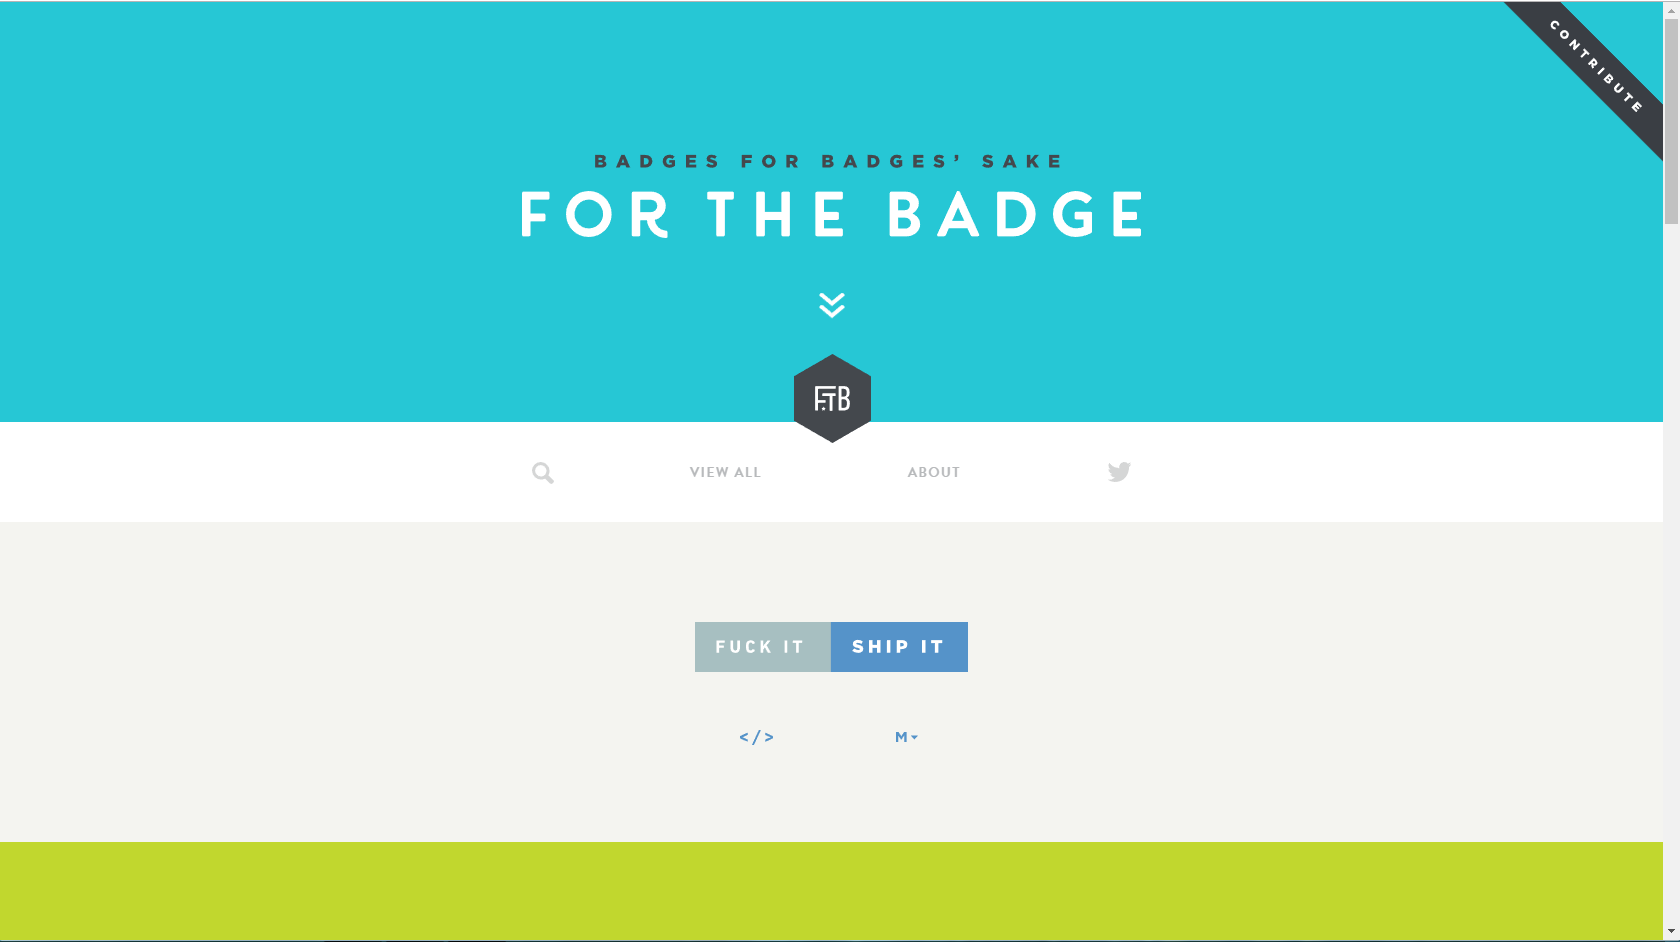 CONTRIBUTE
BADGES FOR BADGES’ SAKE
FOR THE BADGE
FTB
VIEW ALL
ABOUT
FUCK IT SHIP IT
</>
M